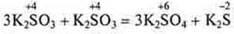 +4 +4 +6 −2
3K₂SO₃ + K₂SO₃ = 3K₂SO₄ + K₂S